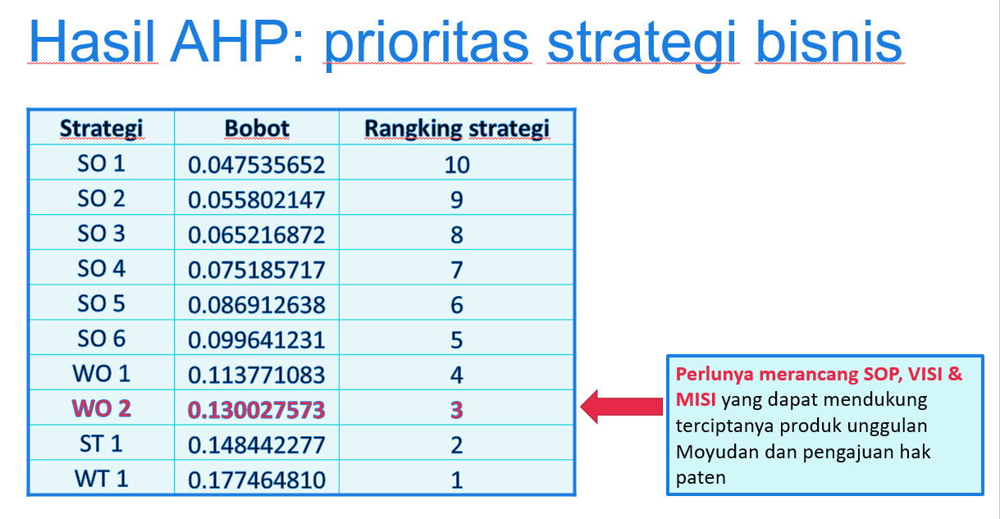 Hasil AHP: prioritas strategi bisnis
Strategi Bobot Rangking strategi
SO 1 0.047535652 10
SO 2 0.055802147 9
SO 3 0.065216872 8
SO 4 0.075185717 7
SO 5 0.086912638 6
SO 6 0.099641231 5
WO 1 0.113771083 4
WO 2 0.130027573 3
ST 1 0.148442277 2
WT 1 0.177464810 1
Perlunya merancang SOP, VISI &
MISI yang dapat mendukung
terciptanya produk unggulan
Moyudan dan pengajuan hak
paten